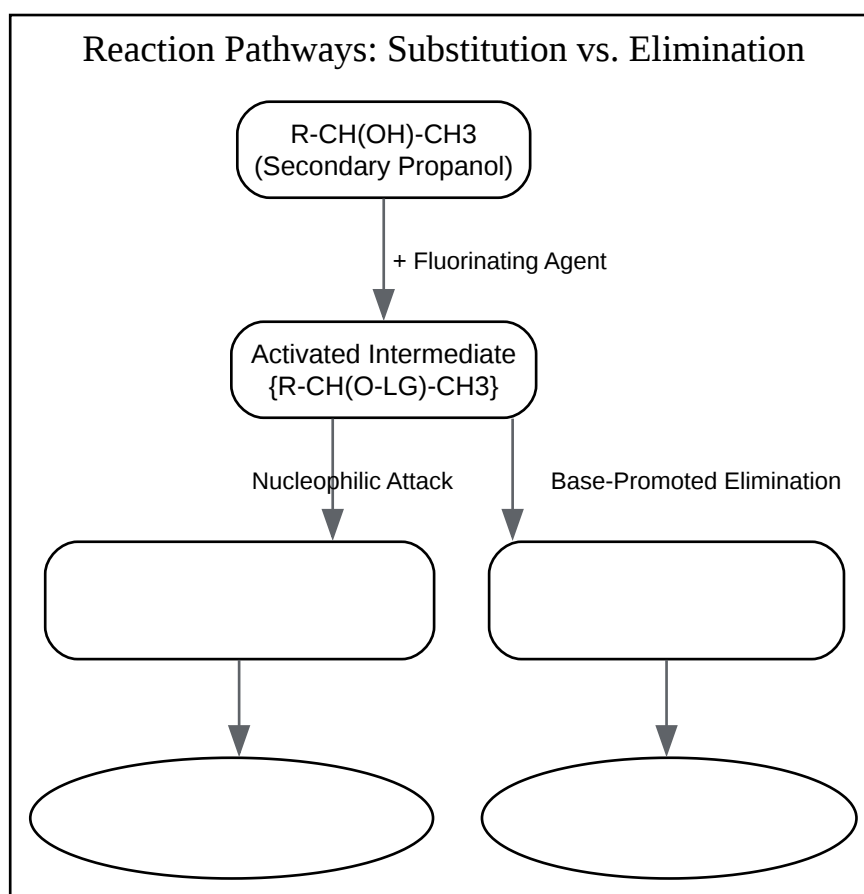 Reaction Pathways: Substitution vs. Elimination
R-CH(OH)-CH3
(Secondary Propanol)
+ Fluorinating Agent
Activated Intermediate
{R-CH(O-LG)-CH3}
Nucleophilic Attack
Base-Promoted Elimination